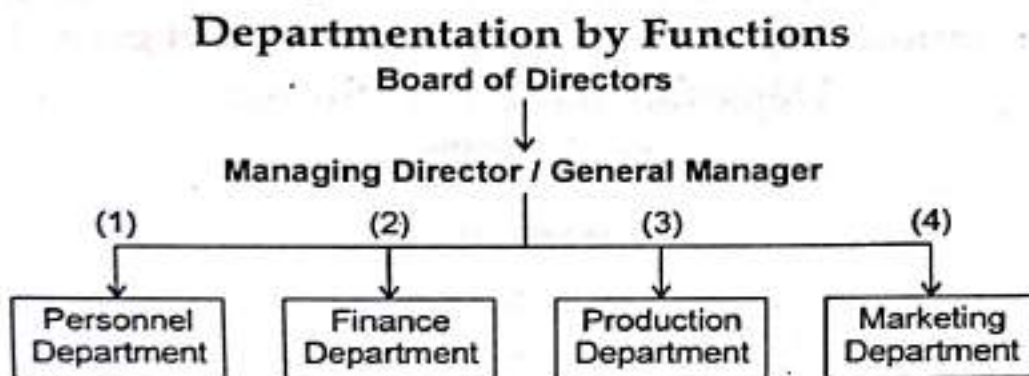 Departmentation by Functions
Board of Directors
Managing Director / General Manager
(1) (2) (3) (4)
Personnel Finance Production Marketing
Department Department Department Department